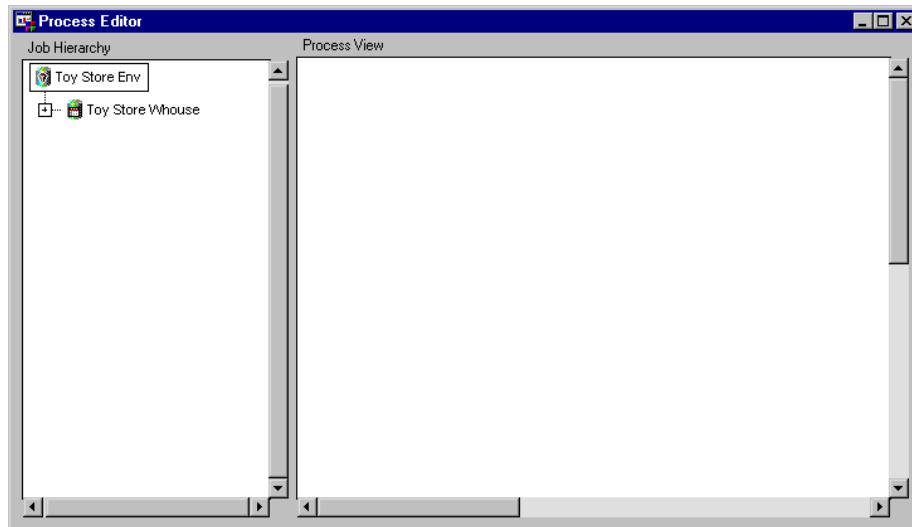 Process Editor
Job Hierarchy
Process View
Toy Store Env
Toy Store Whouse